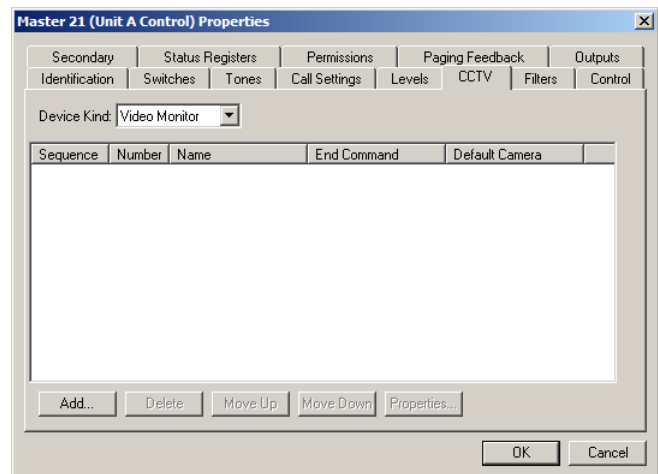 Master 21 (Unit A Control) Properties
Secondary Status Registers Permissions Paging Feedback Outputs
Identification Switches Tones Call Settings Levels CCTV Filters Control
Device Kind: Video Monitor
Sequence Number Name End Command Default Camera
Add... Delete Move Up Move Down Properties...
OK Cancel